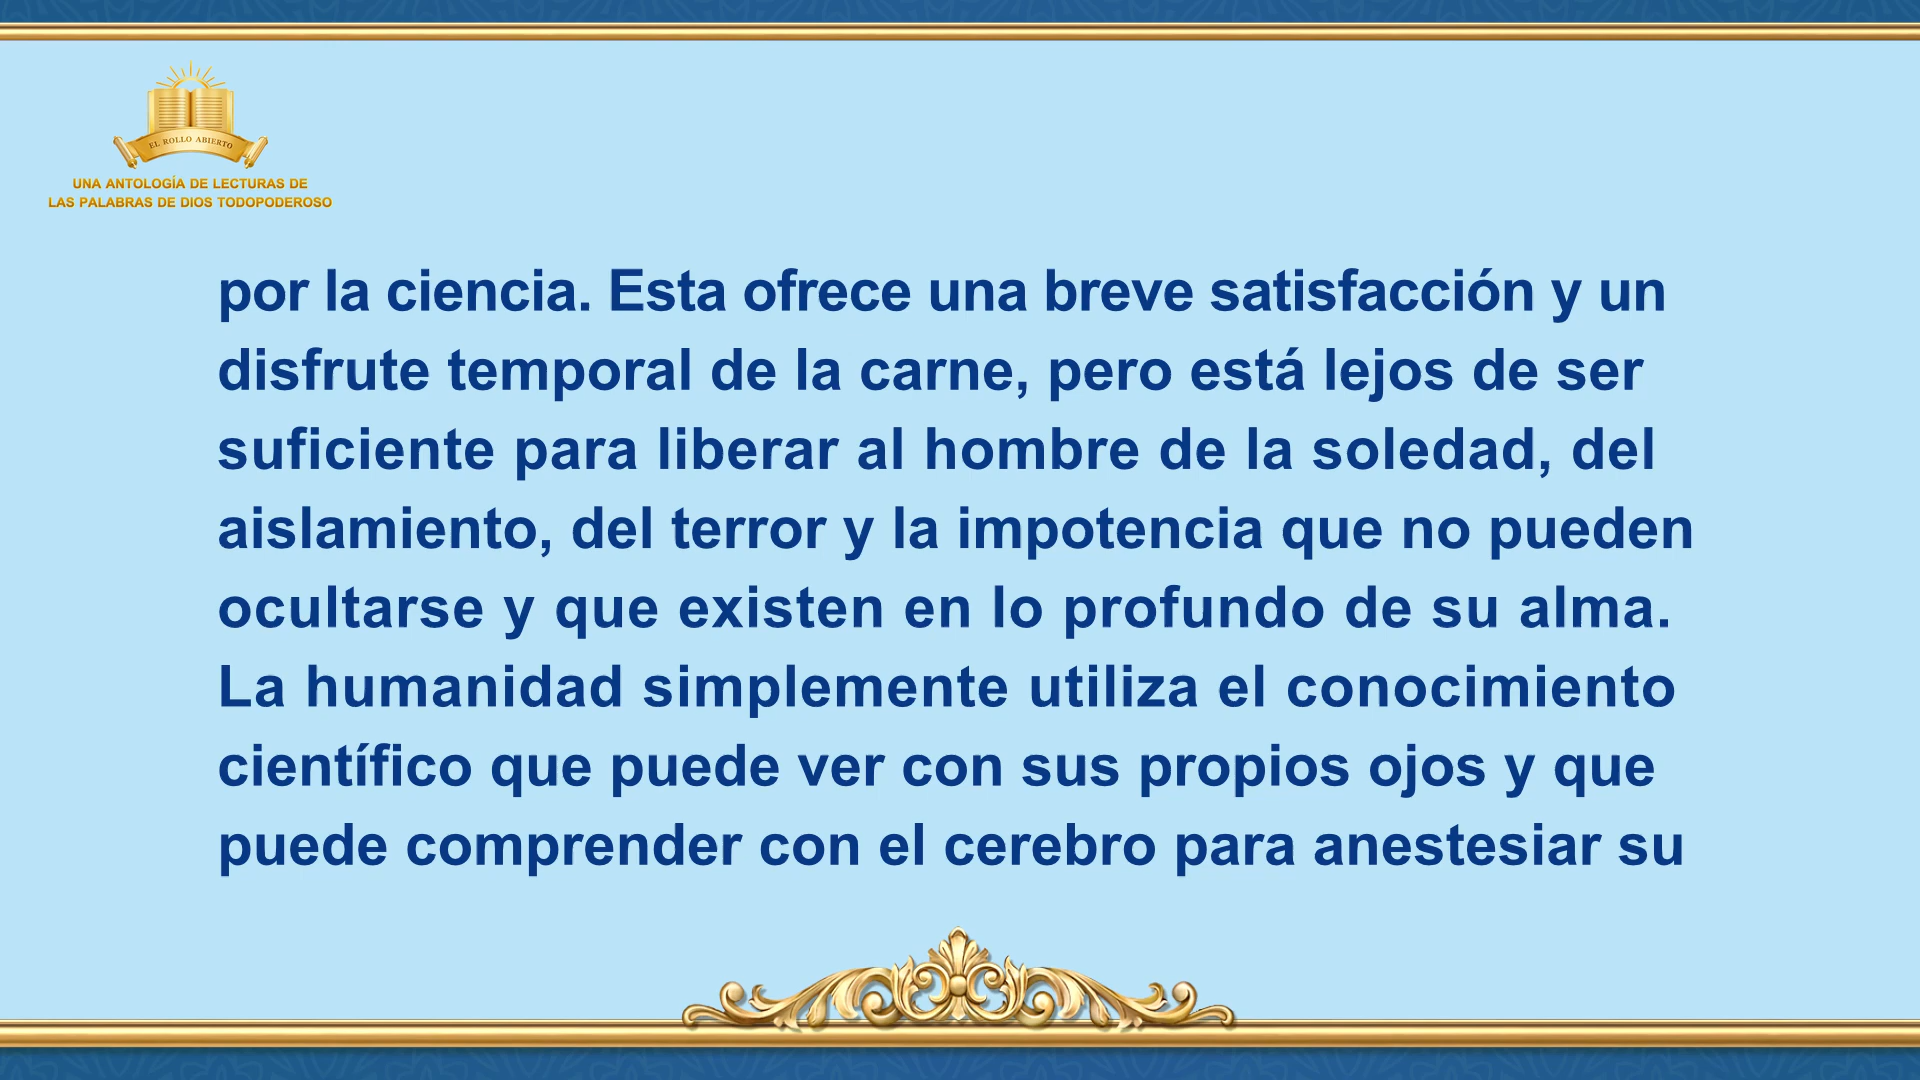 EL ROLLO ABIERTO
UNA ANTOLOGÍA DE LECTURAS DE
LAS PALABRAS DE DIOS TODOPODEROSO
por la ciencia. Esta ofrece una breve satisfacción y un
disfrute temporal de la carne, pero está lejos de ser
suficiente para liberar al hombre de la soledad, del
aislamiento, del terror y la impotencia que no pueden
ocultarse y que existen en lo profundo de su alma.
La humanidad simplemente utiliza el conocimiento
científico que puede ver con sus propios ojos y que
puede comprender con el cerebro para anestesiar su